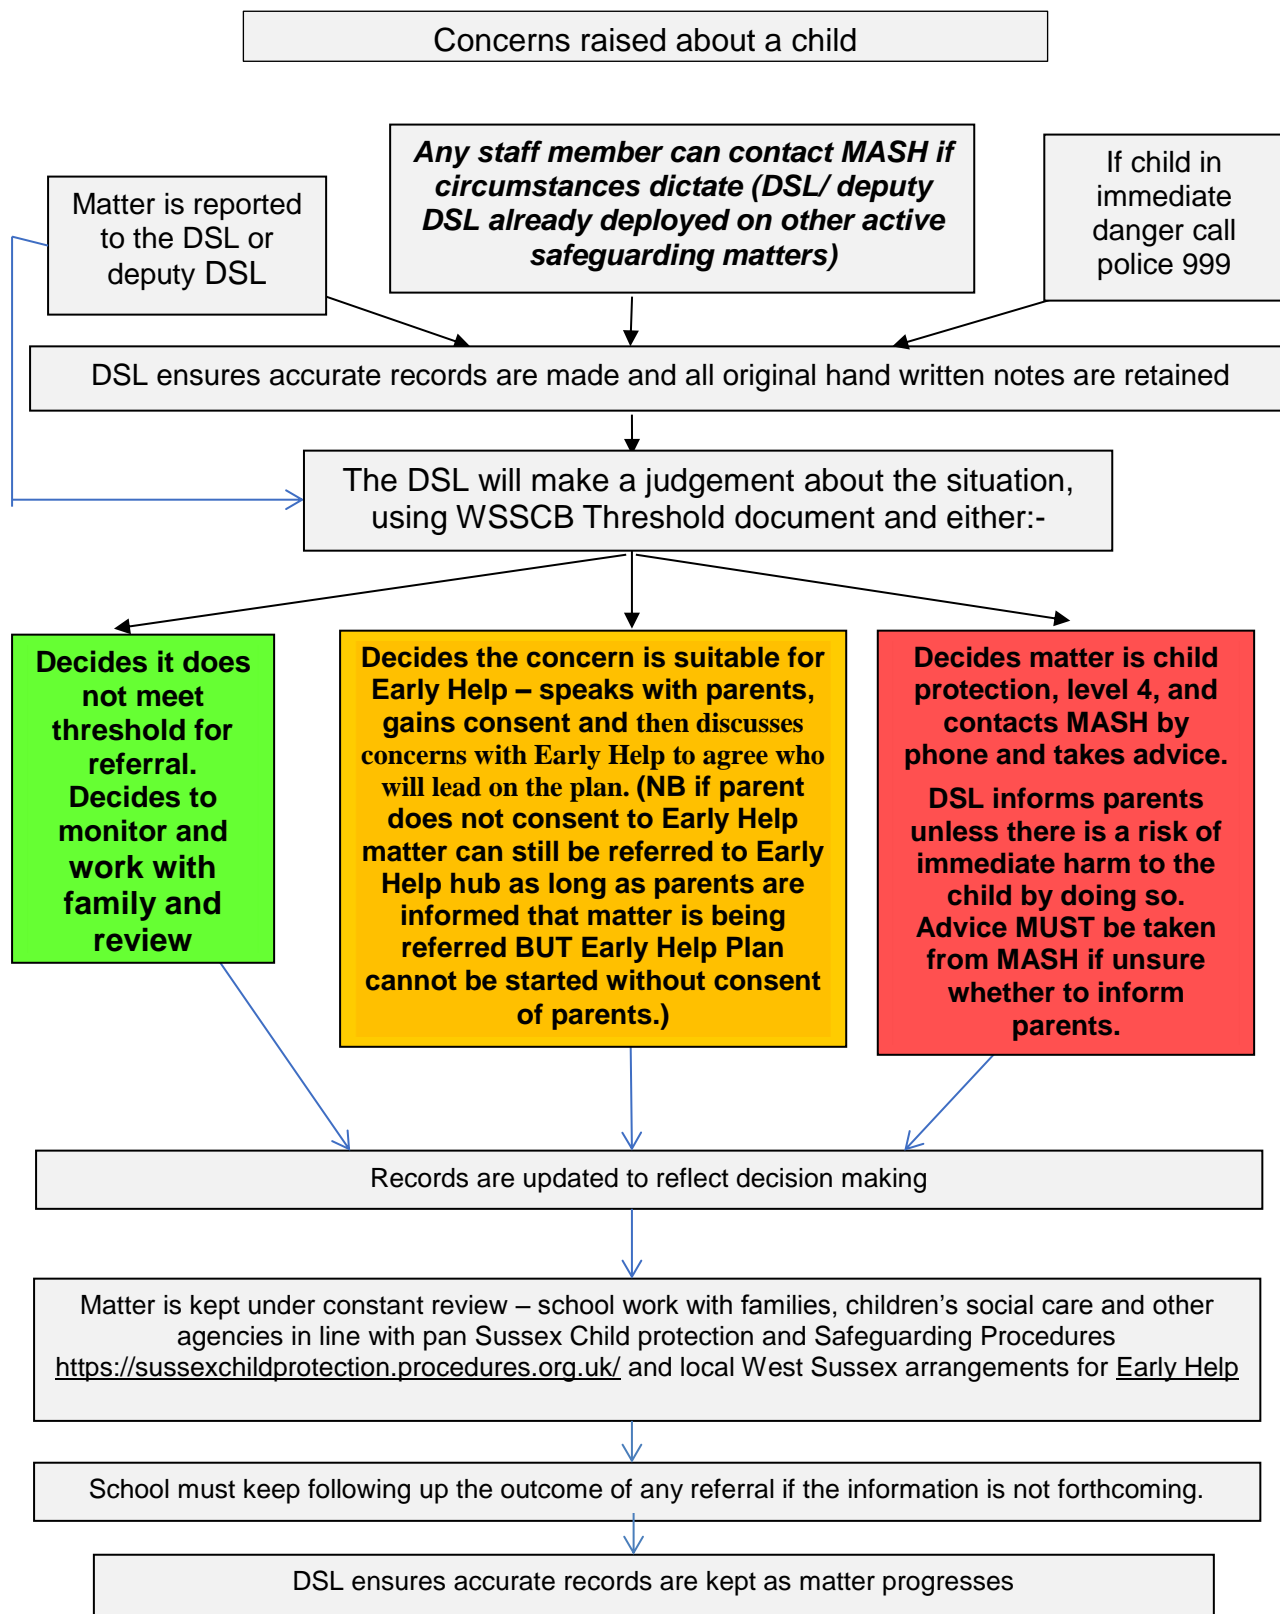 Concerns raised about a child
Matter is reported
to the DSL or
deputy DSL
Any staff member can contact MASH if
circumstances dictate (DSL/ deputy
DSL already deployed on other active
safeguarding matters)
If child in
immediate
danger call
police 999
DSL ensures accurate records are made and all original hand written notes are retained
The DSL will make a judgement about the situation,
using WSSCB Threshold document and either:-
Decides it does
not meet
threshold for
referral.
Decides to
monitor and
work with
family and
review
Decides the concern is suitable for
Early Help – speaks with parents,
gains consent and then discusses
concerns with Early Help to agree who
will lead on the plan. (NB if parent
does not consent to Early Help
matter can still be referred to Early
Help hub as long as parents are
informed that matter is being
referred BUT Early Help Plan
cannot be started without consent
of parents.)
Decides matter is child
protection, level 4, and
contacts MASH by
phone and takes advice.
DSL informs parents
unless there is a risk of
immediate harm to the
child by doing so.
Advice MUST be taken
from MASH if unsure
whether to inform
parents.
Records are updated to reflect decision making
Matter is kept under constant review – school work with families, children’s social care and other
agencies in line with pan Sussex Child protection and Safeguarding Procedures
https://sussexchildprotection.procedures.org.uk/ and local West Sussex arrangements for Early Help
School must keep following up the outcome of any referral if the information is not forthcoming.
DSL ensures accurate records are kept as matter progresses